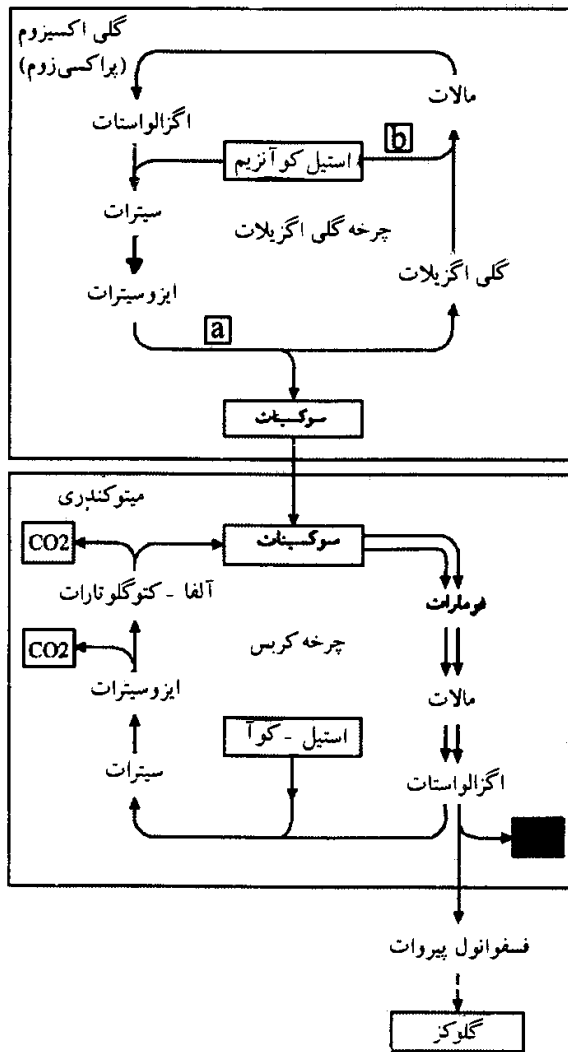 گلی اکسیزوم
(پراکسی‌زوم)
مالات
اگزالواستات
b
استیل کوآنزیم
سیترات
چرخه گلی اگزیلات
گلی اگزیلات
ایزوسیترات
a
سوکسینات
میتوکندری
CO2
سوکسینات
آلفا - کتوگلوتارات
فومارات
CO2
چرخه کربس
ایزوسیترات
مالات
استیل - کوآ
سیترات
اگزالواستات
فسفوانول پیروات
گلوکز